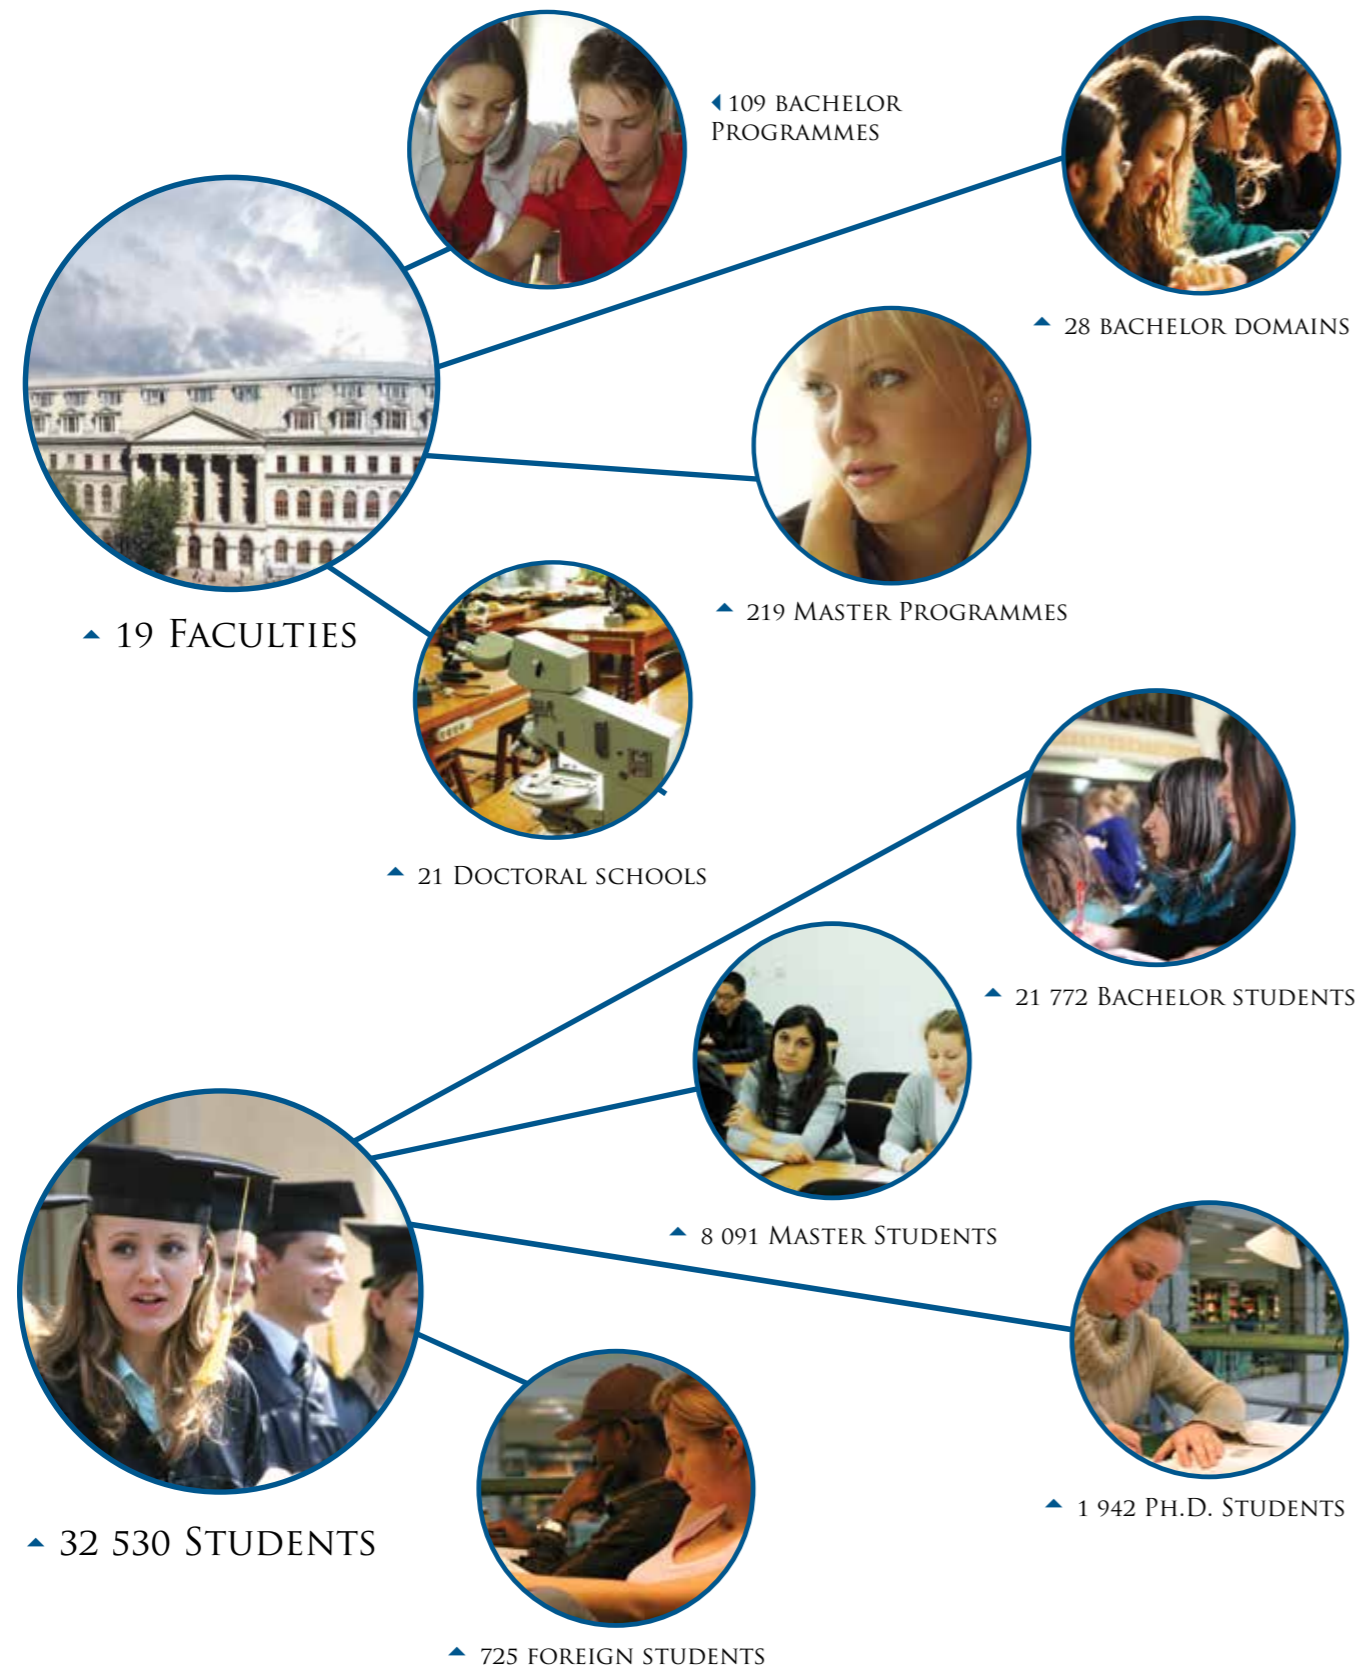 109 BACHELOR
PROGRAMMES
28 BACHELOR DOMAINS
219 MASTER PROGRAMMES
19 FACULTIES
21 DOCTORAL SCHOOLS
21 772 BACHELOR STUDENTS
8 091 MASTER STUDENTS
1 942 PH.D. STUDENTS
32 530 STUDENTS
725 FOREIGN STUDENTS